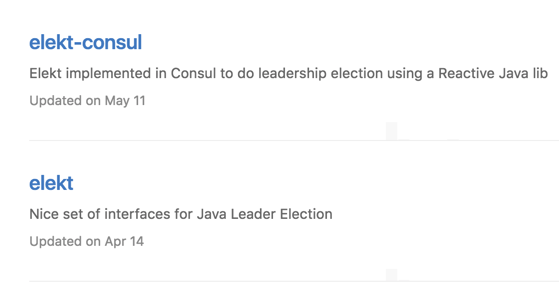 elekt-consul
Elekt implemented in Consul to do leadership election using a Reactive Java lib
Updated on May 11
elekt
Nice set of interfaces for Java Leader Election
Updated on Apr 14